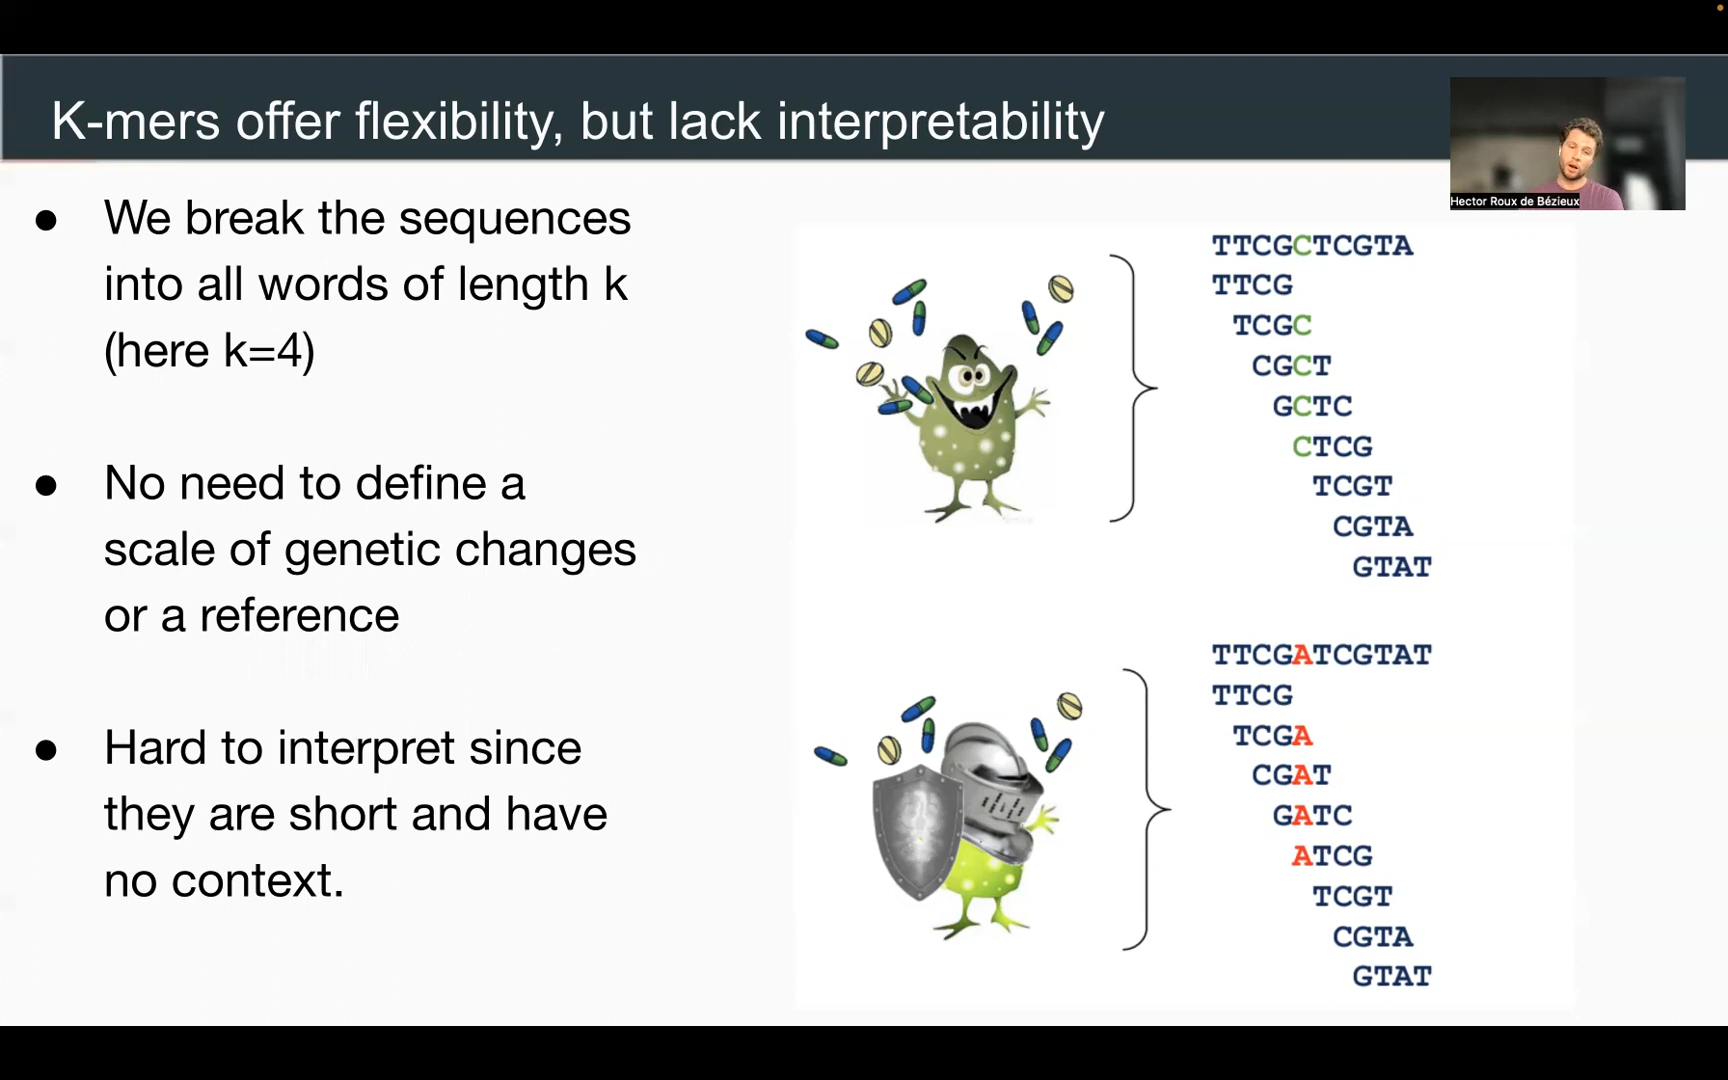 K-mers offer flexibility, but lack interpretability
Hector Roux de Bézieux
● We break the sequences
into all words of length k
(here k=4)
● No need to define a
scale of genetic changes
or a reference
● Hard to interpret since
they are short and have
no context.
TTCGCTCGTA
TTCG
TCGC
CGCT
GCTC
CTCG
TCGT
CGTA
GTAT
TTCGATCGTAT
TTCG
TCGA
CGAT
GATC
ATCG
TCGT
CGTA
GTAT